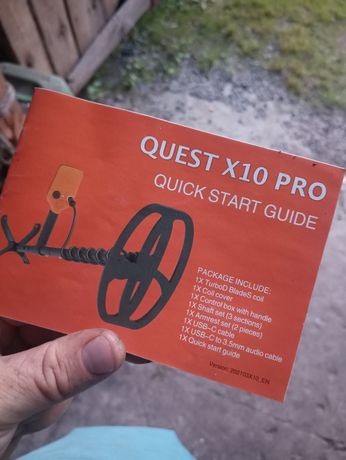 QUEST X10 PRO
QUICK START GUIDE
PACKAGE INCLUDE:
1X TurboD BladeS coil
1X Coil cover
1X Control box with handle
1X Shaft set (3 sections)
1X Armrest set (2 pieces)
1X USB-C cable
1X USB-C to 3.5mm audio cable
1X Quick start guide
Version: 202103X10_EN